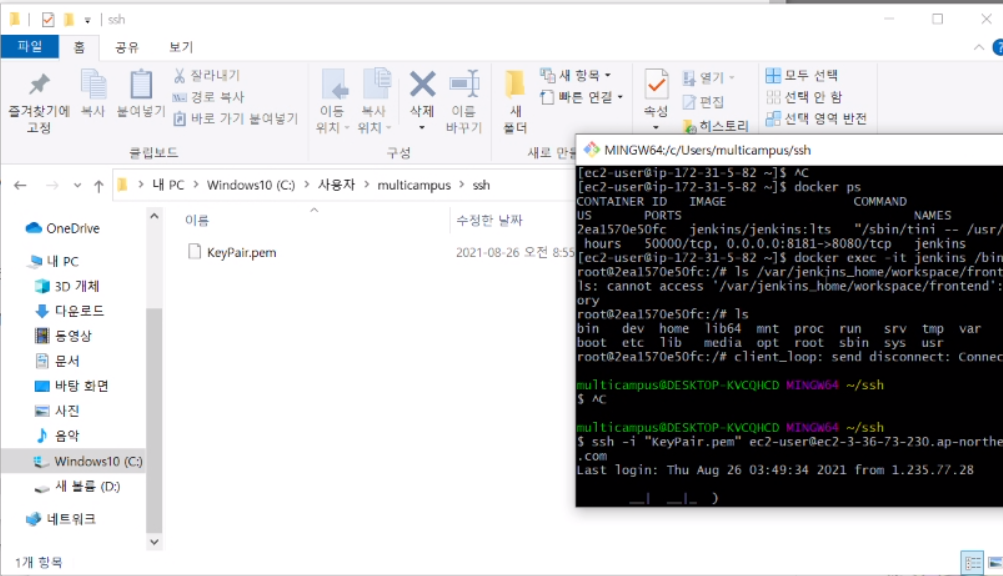 ssh
파일 홈 공유 보기
즐겨찾기에 고정
복사
붙여넣기
잘라내기
경로 복사
바로 가기 붙여넣기
클립보드
이동 위치
복사 위치
삭제
이름 바꾸기
구성
새 폴더
새 항목
빠른 연결
새로
속성
열기
편집
히스토리
모두 선택
선택 안 함
선택 영역 반전
내 PC > Windows10 (C:) > 사용자 > multicampus > ssh
OneDrive
내 PC
3D 개체
다운로드
동영상
문서
바탕 화면
사진
음악
Windows10 (C:)
새 볼륨 (D:)
네트워크
이름 수정한 날짜
KeyPair.pem 2021-08-26 오전 8:55
1개 항목
MINGW64:/c/Users/multicampus/ssh
[ec2-user@ip-172-31-5-82 ~]$ ^C
[ec2-user@ip-172-31-5-82 ~]$ docker ps
CONTAINER ID IMAGE COMMAND
US PORTS NAMES
2ea1570e50fc jenkins/jenkins:lts "/sbin/tini -- /usr/
hours 50000/tcp, 0.0.0.0:8181->8080/tcp jenkins
[ec2-user@ip-172-31-5-82 ~]$ docker exec -it jenkins /bin
root@2ea1570e50fc:/# ls /var/jenkins_home/workspace/front
ls: cannot access '/var/jenkins_home/workspace/frontend':
ory
root@2ea1570e50fc:/# ls
bin dev home lib64 mnt proc run srv tmp var
boot etc lib media opt root sbin sys usr
root@2ea1570e50fc:/# client_loop: send disconnect: Connec
multicampus@DESKTOP-KVCQHCD MINGW64 ~/ssh
$ ^C
multicampus@DESKTOP-KVCQHCD MINGW64 ~/ssh
$ ssh -i "KeyPair.pem" ec2-user@ec2-3-36-73-230.ap-northe
.com
Last login: Thu Aug 26 03:49:34 2021 from 1.235.77.28
__| __|_ )